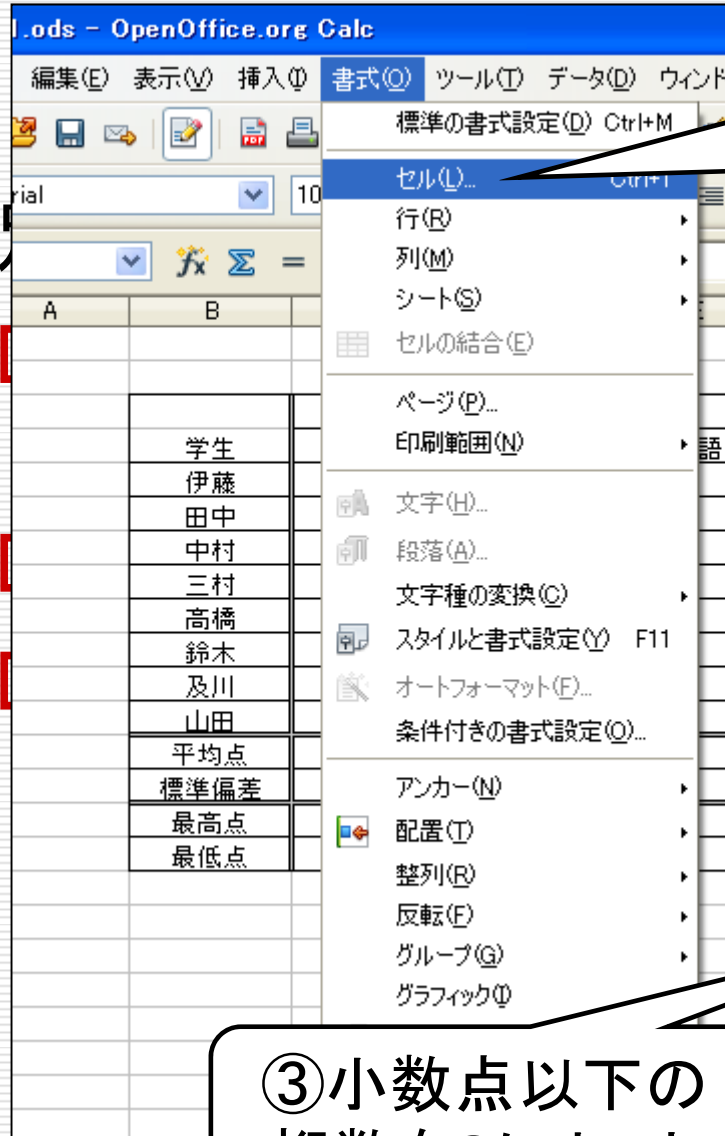 1.ods - OpenOffice.org Calc
編集(E) 表示(V) 挿入(I) 書式(O) ツール(T) データ(D)
標準の書式設定(D) Ctrl+M
セル(L)... Ctrl+1
rial 10
行(R)
列(M)
シート(S)
セルの結合(E)
ページ(P)...
印刷範囲(N)
文字(H)...
段落(A)...
文字種の変換(C)
スタイルと書式設定(Y) F11
オートフォーマット(F)...
条件付きの書式設定(O)...
アンカー(N)
配置(T)
整列(R)
反転(F)
グループ(G)
グラフィック(I)
A B
学生 語
伊藤
田中
中村
三村
高橋
鈴木
及川
山田
平均点
標準偏差
最高点
最低点
③小数点以下の